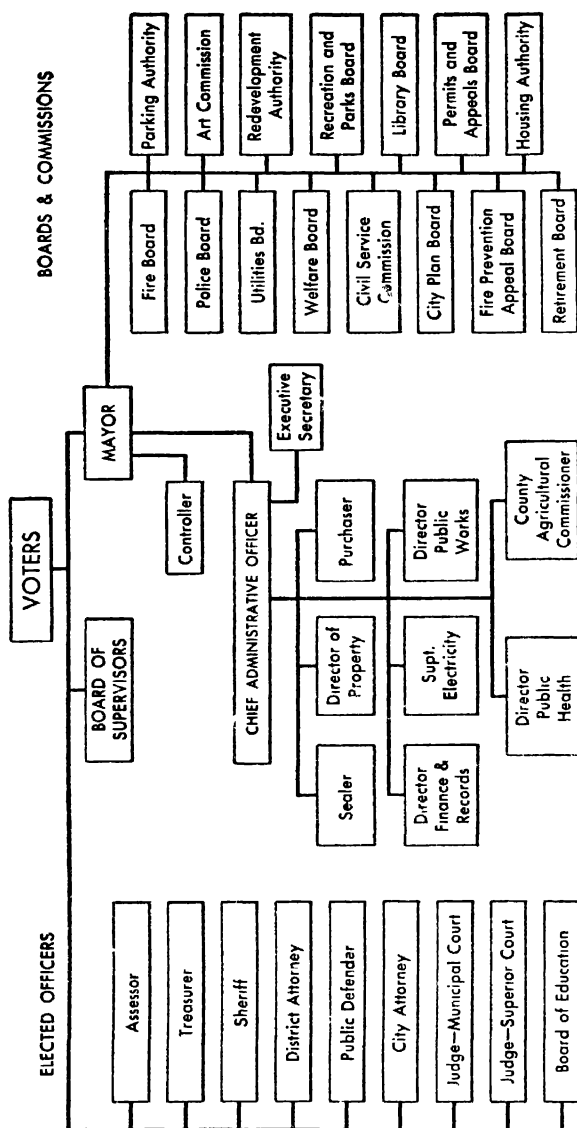 VOTERS
ELECTED OFFICERS
BOARD OF
SUPERVISORS
MAYOR
BOARDS & COMMISSIONS
Assessor
Treasurer
Sheriff
District Attorney
Public Defender
City Attorney
Judge—Municipal Court
Judge—Superior Court
Board of Education
Controller
CHIEF ADMINISTRATIVE OFFICER
Executive
Secretary
Sealer
Director of
Property
Purchaser
Director
Finance &
Records
Supt.
Electricity
Director
Public
Works
Director
Public
Health
County
Agricultural
Commissioner
Fire Board
Parking Authority
Police Board
Art Commission
Utilities Bd.
Redevelopment
Authority
Welfare Board
Recreation and
Parks Board
Civil Service
Commission
Library Board
City Plan Board
Permits and
Appeals Board
Fire Prevention
Appeal Board
Housing Authority
Retirement Board